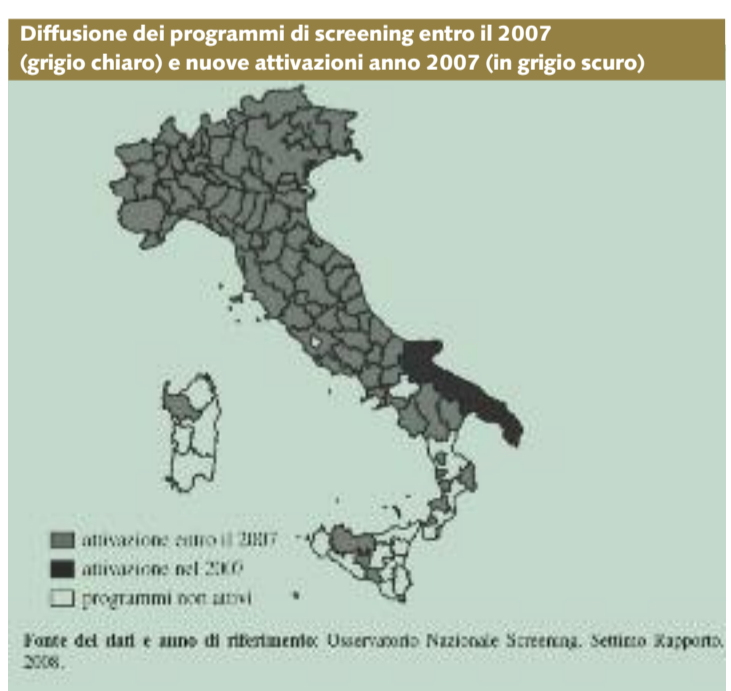 Diffusione dei programmi di screening entro il 2007
(grigio chiaro) e nuove attivazioni anno 2007 (in grigio scuro)
attivazione entro il 2007
attivazione nel
programmi non attivi
Fonte dei dati e anno di riferimento: Osservatorio Nazionale Screening. Settimo Rapporto,
2008.